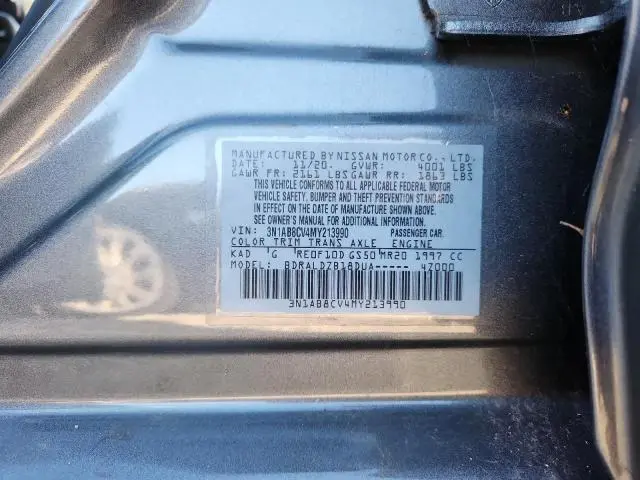 MANUFACTURED BY NISSAN MOTOR CO., LTD.
DATE: 11/20. GVWR: 4001 LBS
GAWR FR: 2161 LBS GAWR RR: 1863 LBS
THIS VEHICLE CONFORMS TO ALL APPLICABLE FEDERAL MOTOR
VEHICLE SAFETY, BUMPER AND THEFT PREVENTION STANDARDS
IN EFFECT ON THE DATE OF MANUFACTURE SHOWN ABOVE.
SEE OWNER'S MANUAL FOR ADDITIONAL INFORMATION.
VIN: 3N1AB8CV4MY213990 PASSENGER CAR.
COLOR TRIM TRANS AXLE ENGINE
KAD G RE0F10D GS50 MR20 1997 CC
MODEL: BDRALDZB18DUA----- 4Z000
3N1AB8CV4MY213990